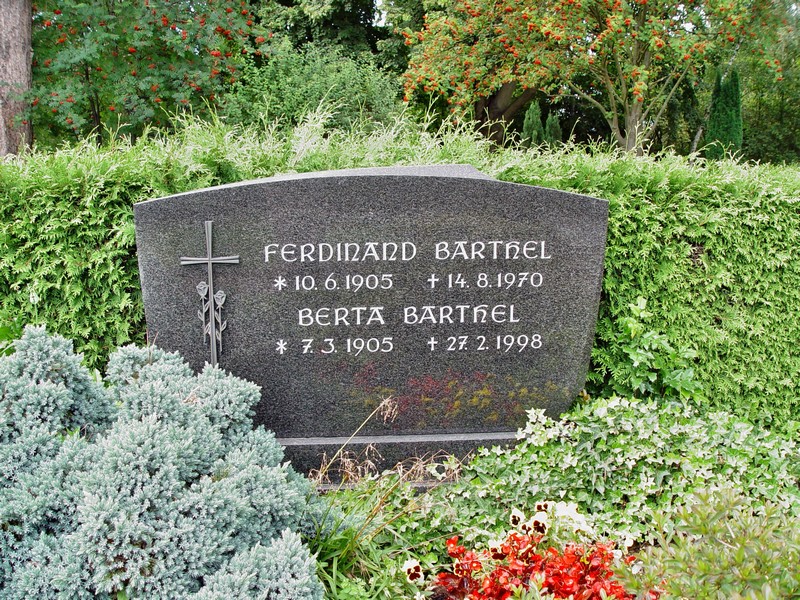 FERDINAND BARTHEL
* 10.6.1905 ✝ 14.8.1970
BERTA BARTHEL
* 7.3.1905 ✝ 27.2.1998